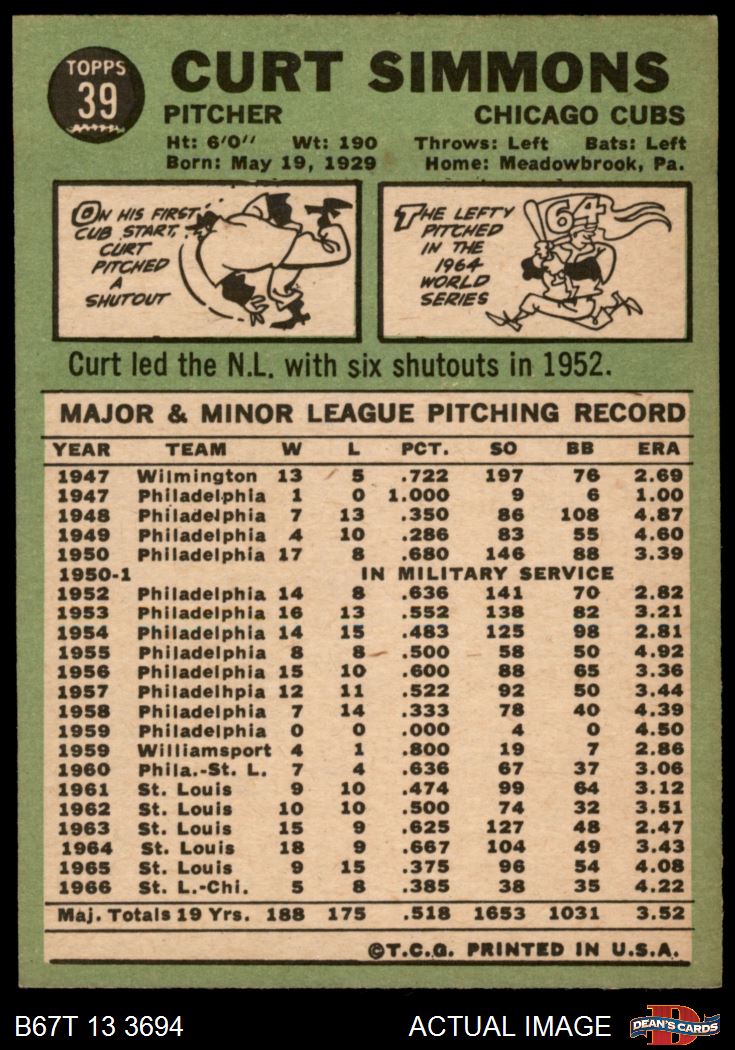 TOPPS
39
CURT SIMMONS
PITCHER CHICAGO CUBS
Ht: 6'0'' Wt: 190 Throws: Left Bats: Left
Born: May 19, 1929 Home: Meadowbrook, Pa.
ON HIS FIRST
CUB START,
CURT
PITCHED
A
SHUTOUT
THE LEFTY
PITCHED
IN THE
1964
WORLD
SERIES
64
Curt led the N.L. with six shutouts in 1952.
MAJOR & MINOR LEAGUE PITCHING RECORD
YEAR TEAM W L PCT. SO BB ERA
1947 Wilmington 13 5 .722 197 76 2.69
1947 Philadelphia 1 0 1.000 9 6 1.00
1948 Philadelphia 7 13 .350 86 108 4.87
1949 Philadelphia 4 10 .286 83 55 4.60
1950 Philadelphia 17 8 .680 146 88 3.39
1950-1 IN MILITARY SERVICE
1952 Philadelphia 14 8 .636 141 70 2.82
1953 Philadelphia 16 13 .552 138 82 3.21
1954 Philadelphia 14 15 .483 125 98 2.81
1955 Philadelphia 8 8 .500 58 50 4.92
1956 Philadelphia 15 10 .600 88 65 3.36
1957 Philadelhpia 12 11 .522 92 50 3.44
1958 Philadelphia 7 14 .333 78 40 4.39
1959 Philadelphia 0 0 .000 4 0 4.50
1959 Williamsport 4 1 .800 19 7 2.86
1960 Phila.-St. L. 7 4 .636 67 37 3.06
1961 St. Louis 9 10 .474 99 64 3.12
1962 St. Louis 10 10 .500 74 32 3.51
1963 St. Louis 15 9 .625 127 48 2.47
1964 St. Louis 18 9 .667 104 49 3.43
1965 St. Louis 9 15 .375 96 54 4.08
1966 St. L.-Chi. 5 8 .385 38 35 4.22
Maj. Totals 19 Yrs. 188 175 .518 1653 1031 3.52
©T.C.G. PRINTED IN U.S.A.
B67T 13 3694 ACTUAL IMAGE DEAN'S CARDS